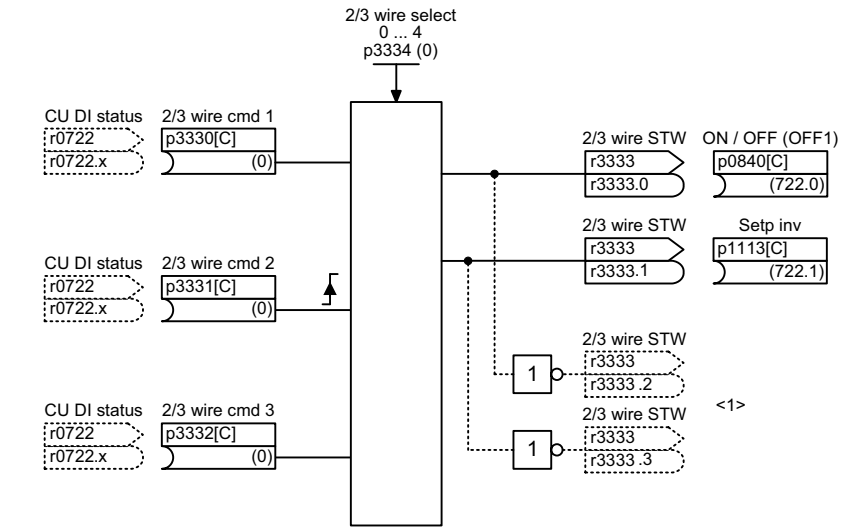 2/3 wire select
0 ... 4
p3334 (0)
CU DI status
2/3 wire cmd 1
r0722
p3330[C]
r0722.x
(0)
2/3 wire STW
ON / OFF (OFF1)
r3333
p0840[C]
r3333.0
(722.0)
2/3 wire STW
Setp inv
r3333
p1113[C]
r3333.1
(722.1)
CU DI status
2/3 wire cmd 2
r0722
p3331[C]
r0722.x
(0)
2/3 wire STW
r3333
1
r3333.2
<1>
CU DI status
2/3 wire cmd 3
r0722
p3332[C]
r0722.x
(0)
2/3 wire STW
r3333
1
r3333.3